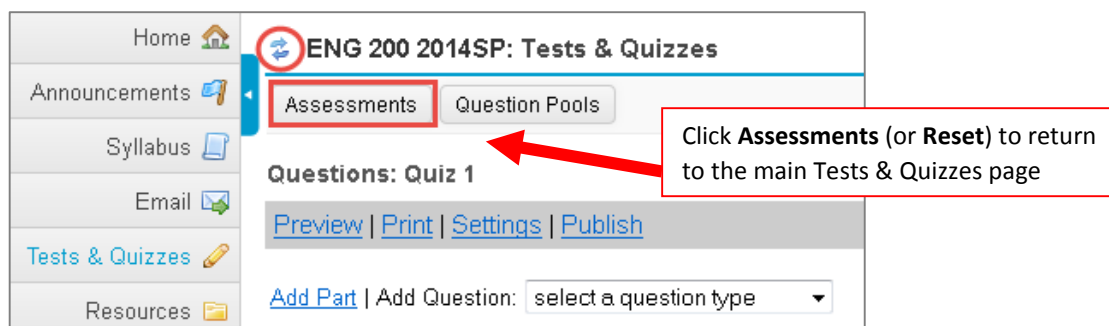 Home
Announcements
Syllabus
Email
Tests & Quizzes
Resources
ENG 200 2014SP: Tests & Quizzes
Assessments Question Pools
Click Assessments (or Reset) to return
to the main Tests & Quizzes page
Questions: Quiz 1
Preview | Print | Settings | Publish
Add Part | Add Question: select a question type